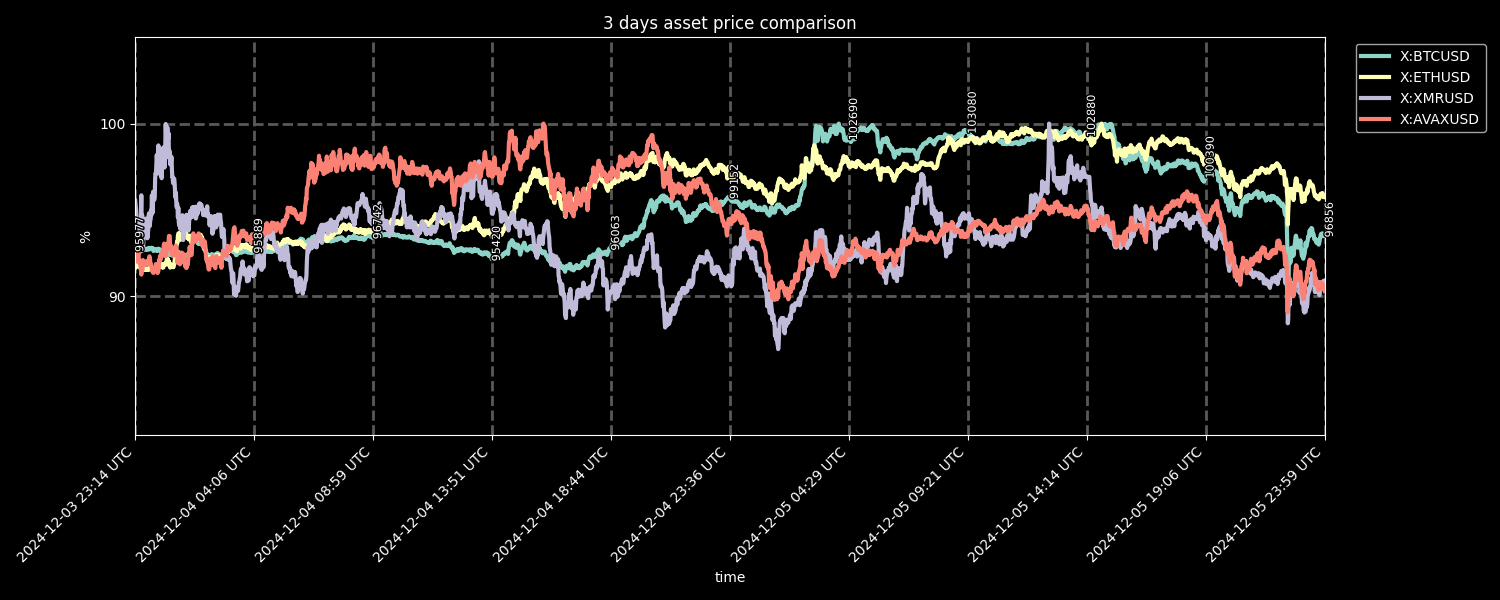 3 days asset price comparison
X:BTCUSD
X:ETHUSD
X:XMRUSD
X:AVAXUSD
100
90
%
95977
95889
96742
95420
96063
99152
102690
103080
102880
100390
96856
2024-12-03 23:14 UTC
2024-12-04 04:06 UTC
2024-12-04 08:59 UTC
2024-12-04 13:51 UTC
2024-12-04 18:44 UTC
2024-12-04 23:36 UTC
2024-12-05 04:29 UTC
2024-12-05 09:21 UTC
2024-12-05 14:14 UTC
2024-12-05 19:06 UTC
2024-12-05 23:59 UTC
time